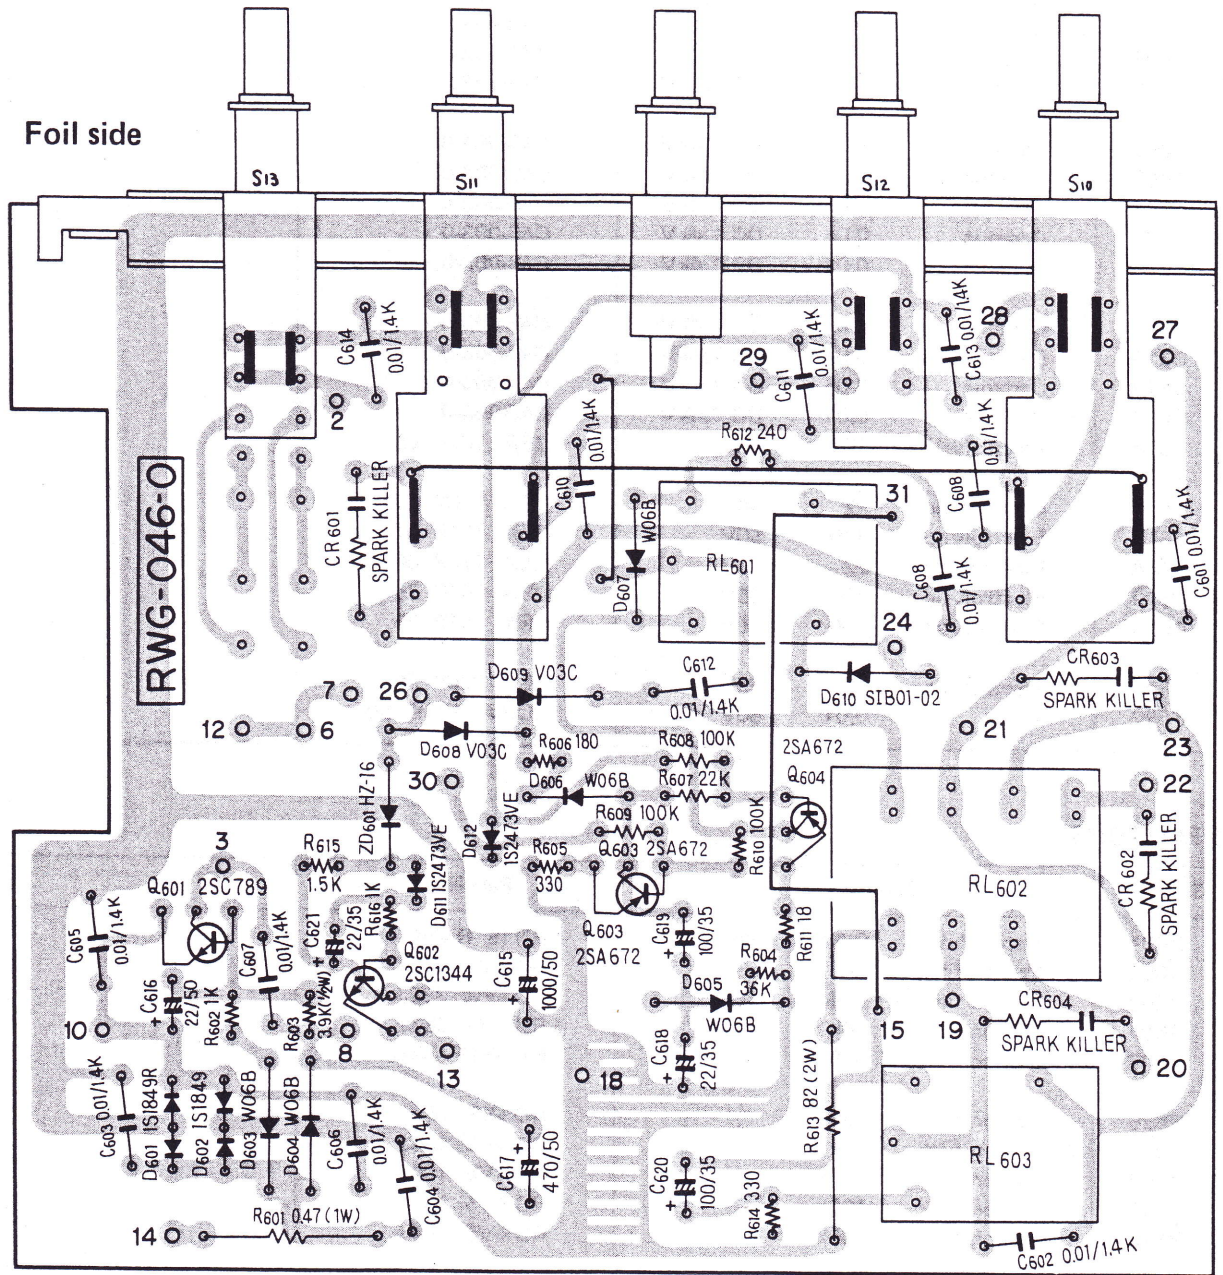 Foil side
S13
S11
S12
S10
C614 0.01/1.4K
2
29
C611 0.01/1.4K
C613 0.01/1.4K
28
27
RWG-046-0
CR601
SPARK KILLER
C610 0.01/1.4K
R612 240
W06B
D607
RL601
31
C608 0.01/1.4K
C608 0.01/1.4K
C601 0.01/1.4K
24
7
26
D609 V03C
C612
0.01/1.4K
D610 SIB01-02
CR603
SPARK KILLER
12
6
D608 V03C
21
23
R606 180
R608 100K
2SA672
Q604
30
D606 W06B
R607 22K
22
ZD601 HZ-16
D612
1S2473VE
R609 100K
R610 100K
3
R615
1.5K
D611 1S2473VE
R605
330
Q603 2SA672
RL602
CR602
SPARK KILLER
Q601
2SC789
C605 0.01/1.4K
C607 0.01/1.4K
C621 22/35
R616 1K
Q602
2SC1344
Q603
2SA672
C619 100/35
R611 18
C616 22/50
R602 1K
R603 3.9K(½W)
C615 1000/50
R604
36K
D605
W06B
10
8
13
C618 22/35
15
19
CR604
SPARK KILLER
20
18
C603 0.01/1.4K
D601 1S1849R
D602 1S1849
D603 W06B
D604 W06B
C606 0.01/1.4K
C604 0.01/1.4K
C617 470/50
C620 100/35
R613 82 (2W)
RL603
R614 330
14
R601 0.47 (1W)
C602 0.01/1.4K